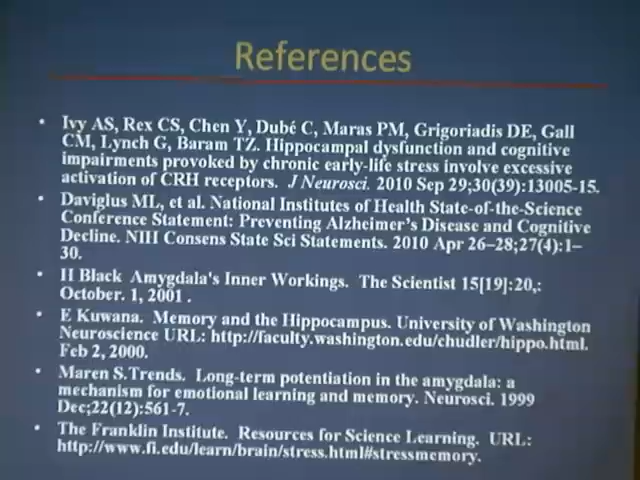 References
• Ivy AS, Rex CS, Chen Y, Dubé C, Maras PM, Grigoriadis DE, Gall
CM, Lynch G, Baram TZ. Hippocampal dysfunction and cognitive
impairments provoked by chronic early-life stress involve excessive
activation of CRH receptors. J Neurosci. 2010 Sep 29;30(39):13005-15.
• Daviglus ML, et al. National Institutes of Health State-of-the-Science
Conference Statement: Preventing Alzheimer's Disease and Cognitive
Decline. NIH Consens State Sci Statements. 2010 Apr 26–28;27(4):1–
30.
• H Black Amygdala's Inner Workings. The Scientist 15[19]:20,:
October. 1, 2001 .
• E Kuwana. Memory and the Hippocampus. University of Washington
Neuroscience URL: http://faculty.washington.edu/chudler/hippo.html.
Feb 2, 2000.
• Maren S.Trends. Long-term potentiation in the amygdala: a
mechanism for emotional learning and memory. Neurosci. 1999
Dec;22(12):561-7.
• The Franklin Institute. Resources for Science Learning. URL:
http://www.fi.edu/learn/brain/stress.html#stressmemory.